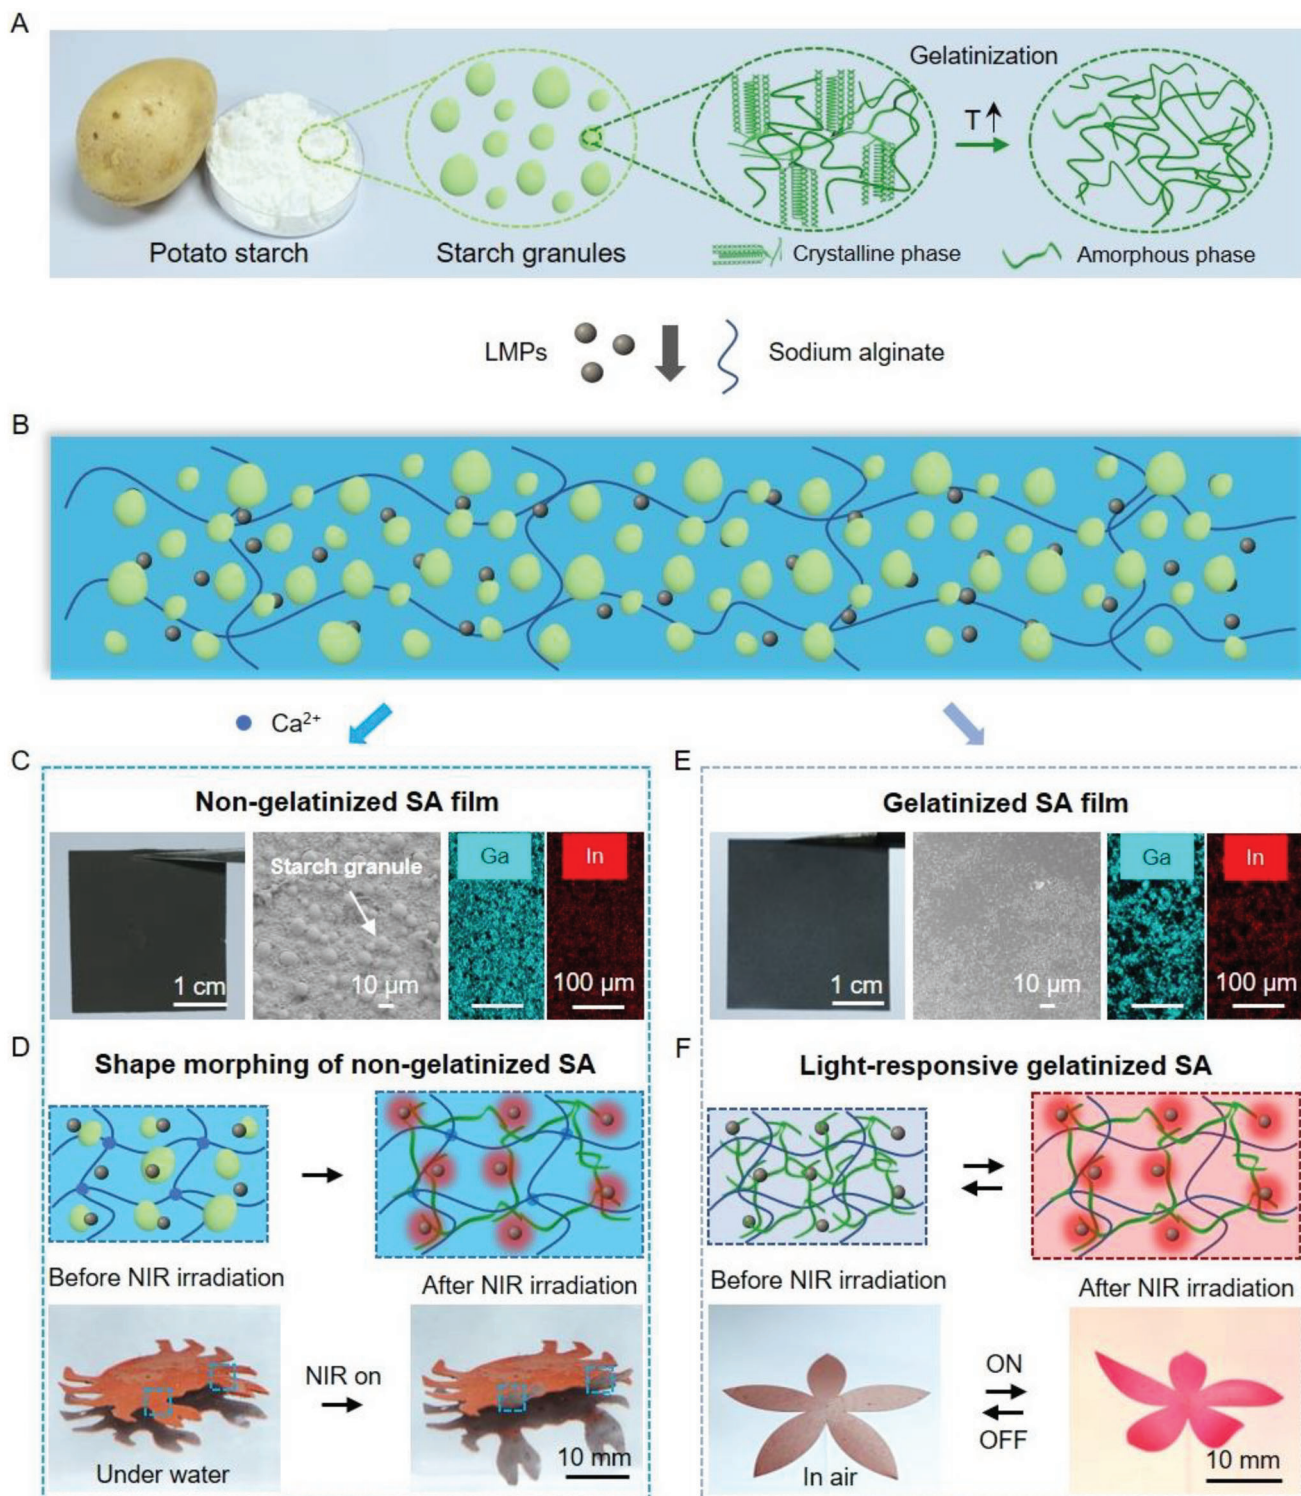 A
Gelatinization
T
Potato starch
Starch granules
Crystalline phase
Amorphous phase
LMPs
Sodium alginate
B
Ca²⁺
C
Non-gelatinized SA film
Starch granule
Ga
In
1 cm
10 µm
100 µm
E
Gelatinized SA film
Ga
In
1 cm
10 µm
100 µm
D
Shape morphing of non-gelatinized SA
Before NIR irradiation
After NIR irradiation
NIR on
Under water
10 mm
F
Light-responsive gelatinized SA
Before NIR irradiation
After NIR irradiation
ON
OFF
In air
10 mm